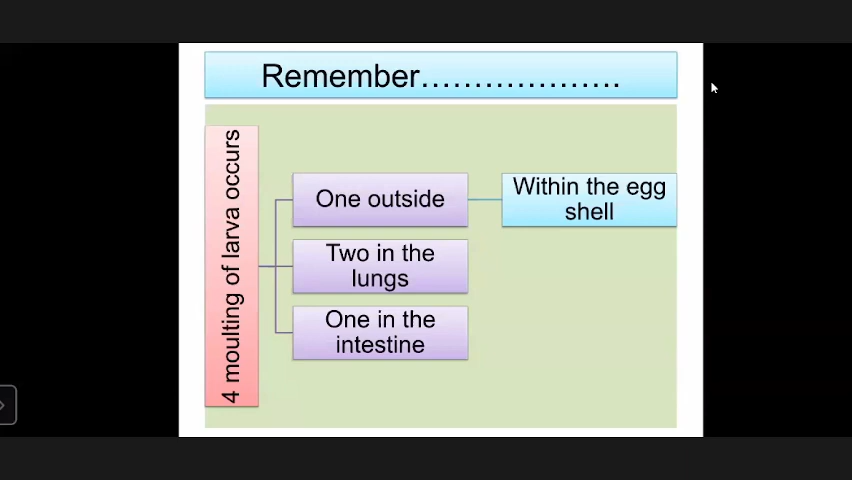 Remember...................
4 moulting of larva occurs
One outside
Within the egg
shell
Two in the
lungs
One in the
intestine